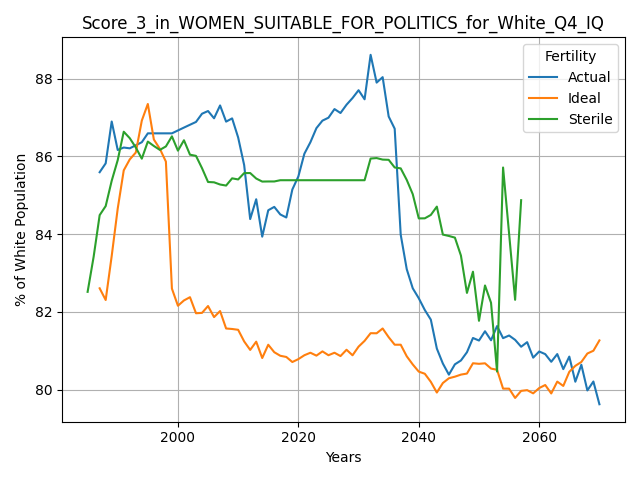 Score_3_in_WOMEN_SUITABLE_FOR_POLITICS_for_White_Q4_IQ
Fertility
Actual
Ideal
Sterile
% of White Population
88
86
84
82
80
2000
2020
2040
2060
Years